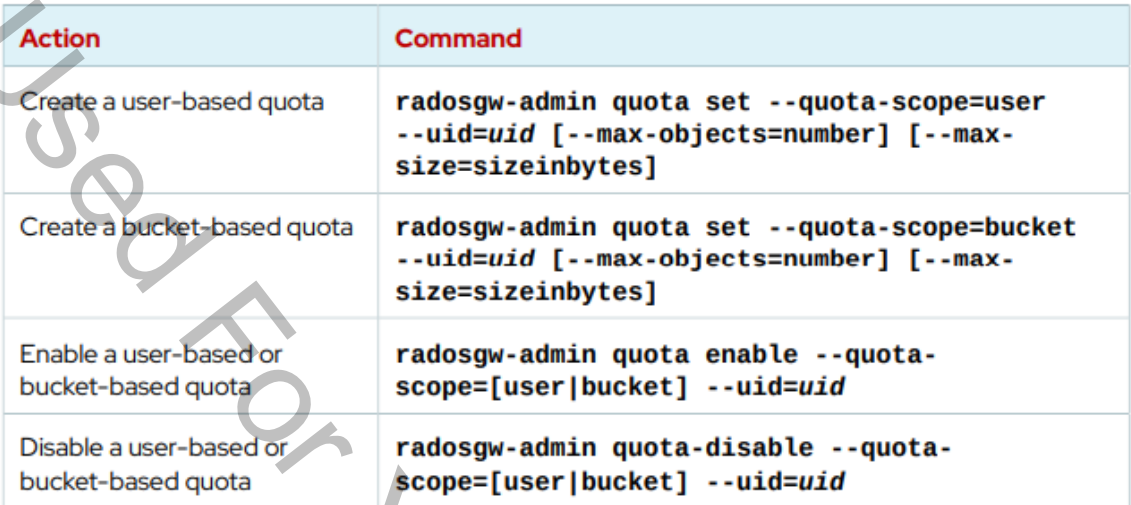 Action Command
Create a user-based quota radosgw-admin quota set --quota-scope=user
--uid=uid [--max-objects=number] [--max-
size=sizeinbytes]
Create a bucket-based quota radosgw-admin quota set --quota-scope=bucket
--uid=uid [--max-objects=number] [--max-
size=sizeinbytes]
Enable a user-based or radosgw-admin quota enable --quota-
bucket-based quota scope=[user|bucket] --uid=uid
Disable a user-based or radosgw-admin quota-disable --quota-
bucket-based quota scope=[user|bucket] --uid=uid
Used For